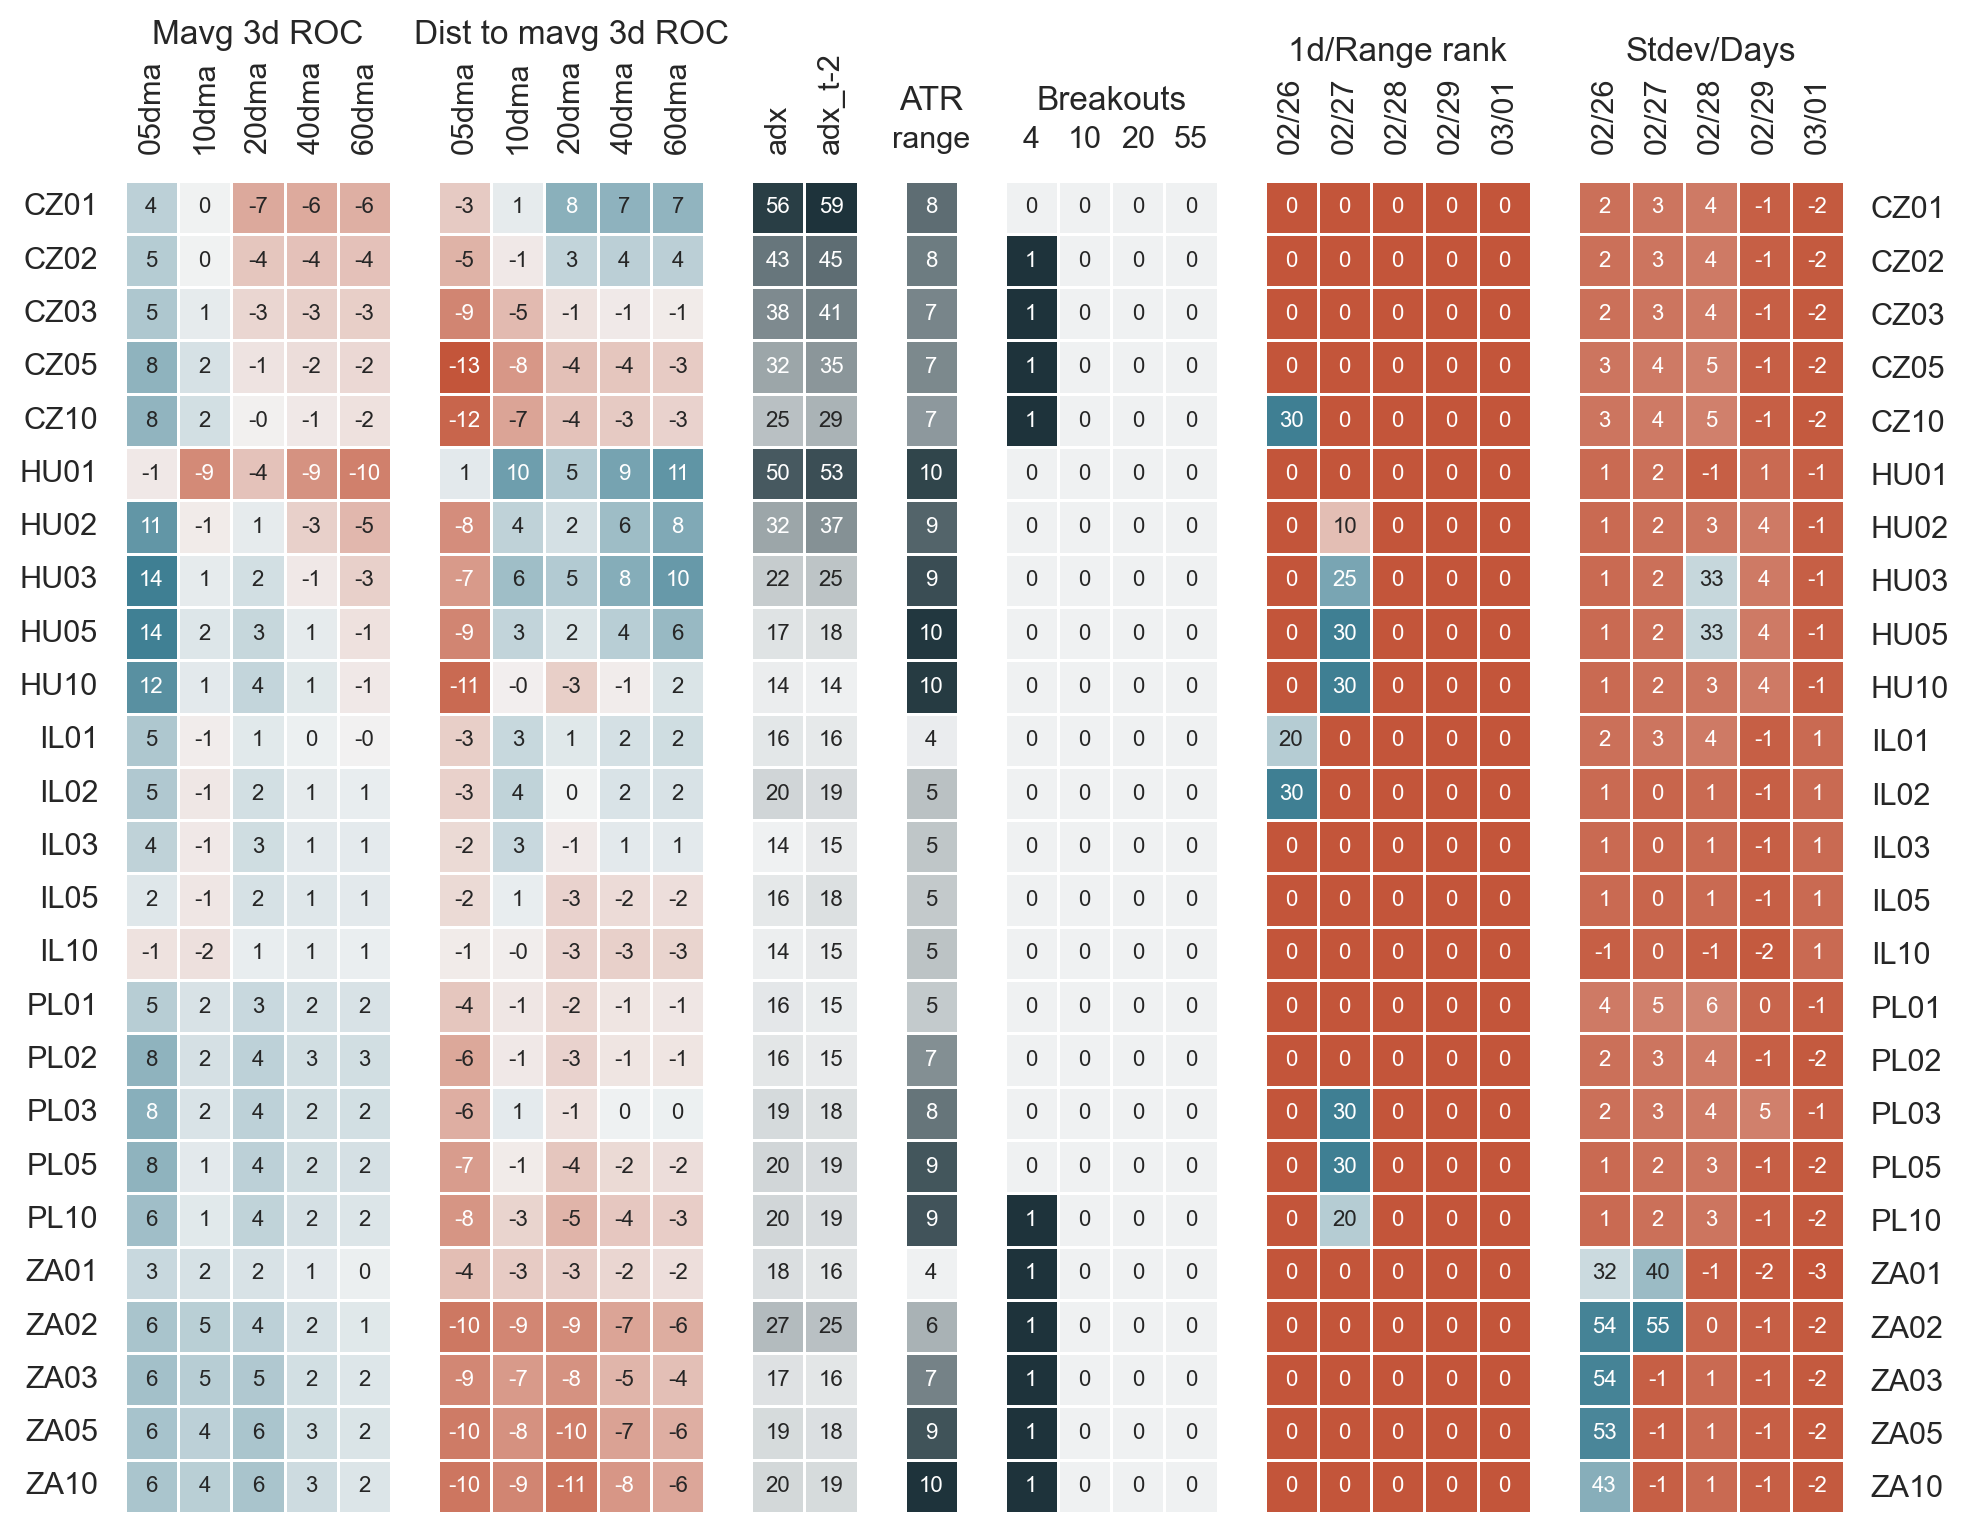 Mavg 3d ROC Dist to mavg 3d ROC 1d/Range rank Stdev/Days
05dma 10dma 20dma 40dma 60dma 05dma 10dma 20dma 40dma 60dma adx adx_t-2 ATR range Breakouts 4 10 20 55 02/26 02/27 02/28 02/29 03/01 02/26 02/27 02/28 02/29 03/01
CZ01 4 0 -7 -6 -6 -3 1 8 7 7 56 59 8 0 0 0 0 0 0 0 0 0 2 3 4 -1 -2 CZ01
CZ02 5 0 -4 -4 -4 -5 -1 3 4 4 43 45 8 1 0 0 0 0 0 0 0 0 2 3 4 -1 -2 CZ02
CZ03 5 1 -3 -3 -3 -9 -5 -1 -1 -1 38 41 7 1 0 0 0 0 0 0 0 0 2 3 4 -1 -2 CZ03
CZ05 8 2 -1 -2 -2 -13 -8 -4 -4 -3 32 35 7 1 0 0 0 0 0 0 0 0 3 4 5 -1 -2 CZ05
CZ10 8 2 -0 -1 -2 -12 -7 -4 -3 -3 25 29 7 1 0 0 0 30 0 0 0 0 3 4 5 -1 -2 CZ10
HU01 -1 -9 -4 -9 -10 1 10 5 9 11 50 53 10 0 0 0 0 0 0 0 0 0 1 2 -1 1 -1 HU01
HU02 11 -1 1 -3 -5 -8 4 2 6 8 32 37 9 0 0 0 0 0 10 0 0 0 1 2 3 4 -1 HU02
HU03 14 1 2 -1 -3 -7 6 5 8 10 22 25 9 0 0 0 0 0 25 0 0 0 1 2 33 4 -1 HU03
HU05 14 2 3 1 -1 -9 3 2 4 6 17 18 10 0 0 0 0 0 30 0 0 0 1 2 33 4 -1 HU05
HU10 12 1 4 1 -1 -11 -0 -3 -1 2 14 14 10 0 0 0 0 0 30 0 0 0 1 2 3 4 -1 HU10
IL01 5 -1 1 0 -0 -3 3 1 2 2 16 16 4 0 0 0 0 20 0 0 0 0 2 3 4 -1 1 IL01
IL02 5 -1 2 1 1 -3 4 0 2 2 20 19 5 0 0 0 0 30 0 0 0 0 1 0 1 -1 1 IL02
IL03 4 -1 3 1 1 -2 3 -1 1 1 14 15 5 0 0 0 0 0 0 0 0 0 1 0 1 -1 1 IL03
IL05 2 -1 2 1 1 -2 1 -3 -2 -2 16 18 5 0 0 0 0 0 0 0 0 0 1 0 1 -1 1 IL05
IL10 -1 -2 1 1 1 -1 -0 -3 -3 -3 14 15 5 0 0 0 0 0 0 0 0 0 -1 0 -1 -2 1 IL10
PL01 5 2 3 2 2 -4 -1 -2 -1 -1 16 15 5 0 0 0 0 0 0 0 0 0 4 5 6 0 -1 PL01
PL02 8 2 4 3 3 -6 -1 -3 -1 -1 16 15 7 0 0 0 0 0 0 0 0 0 2 3 4 -1 -2 PL02
PL03 8 2 4 2 2 -6 1 -1 0 0 19 18 8 0 0 0 0 0 30 0 0 0 2 3 4 5 -1 PL03
PL05 8 1 4 2 2 -7 -1 -4 -2 -2 20 19 9 0 0 0 0 0 30 0 0 0 1 2 3 -1 -2 PL05
PL10 6 1 4 2 2 -8 -3 -5 -4 -3 20 19 9 1 0 0 0 0 20 0 0 0 1 2 3 -1 -2 PL10
ZA01 3 2 2 1 0 -4 -3 -3 -2 -2 18 16 4 1 0 0 0 0 0 0 0 0 32 40 -1 -2 -3 ZA01
ZA02 6 5 4 2 1 -10 -9 -9 -7 -6 27 25 6 1 0 0 0 0 0 0 0 0 54 55 0 -1 -2 ZA02
ZA03 6 5 5 2 2 -9 -7 -8 -5 -4 17 16 7 1 0 0 0 0 0 0 0 0 54 -1 1 -1 -2 ZA03
ZA05 6 4 6 3 2 -10 -8 -10 -7 -6 19 18 9 1 0 0 0 0 0 0 0 0 53 -1 1 -1 -2 ZA05
ZA10 6 4 6 3 2 -10 -9 -11 -8 -6 20 19 10 1 0 0 0 0 0 0 0 0 43 -1 1 -1 -2 ZA10